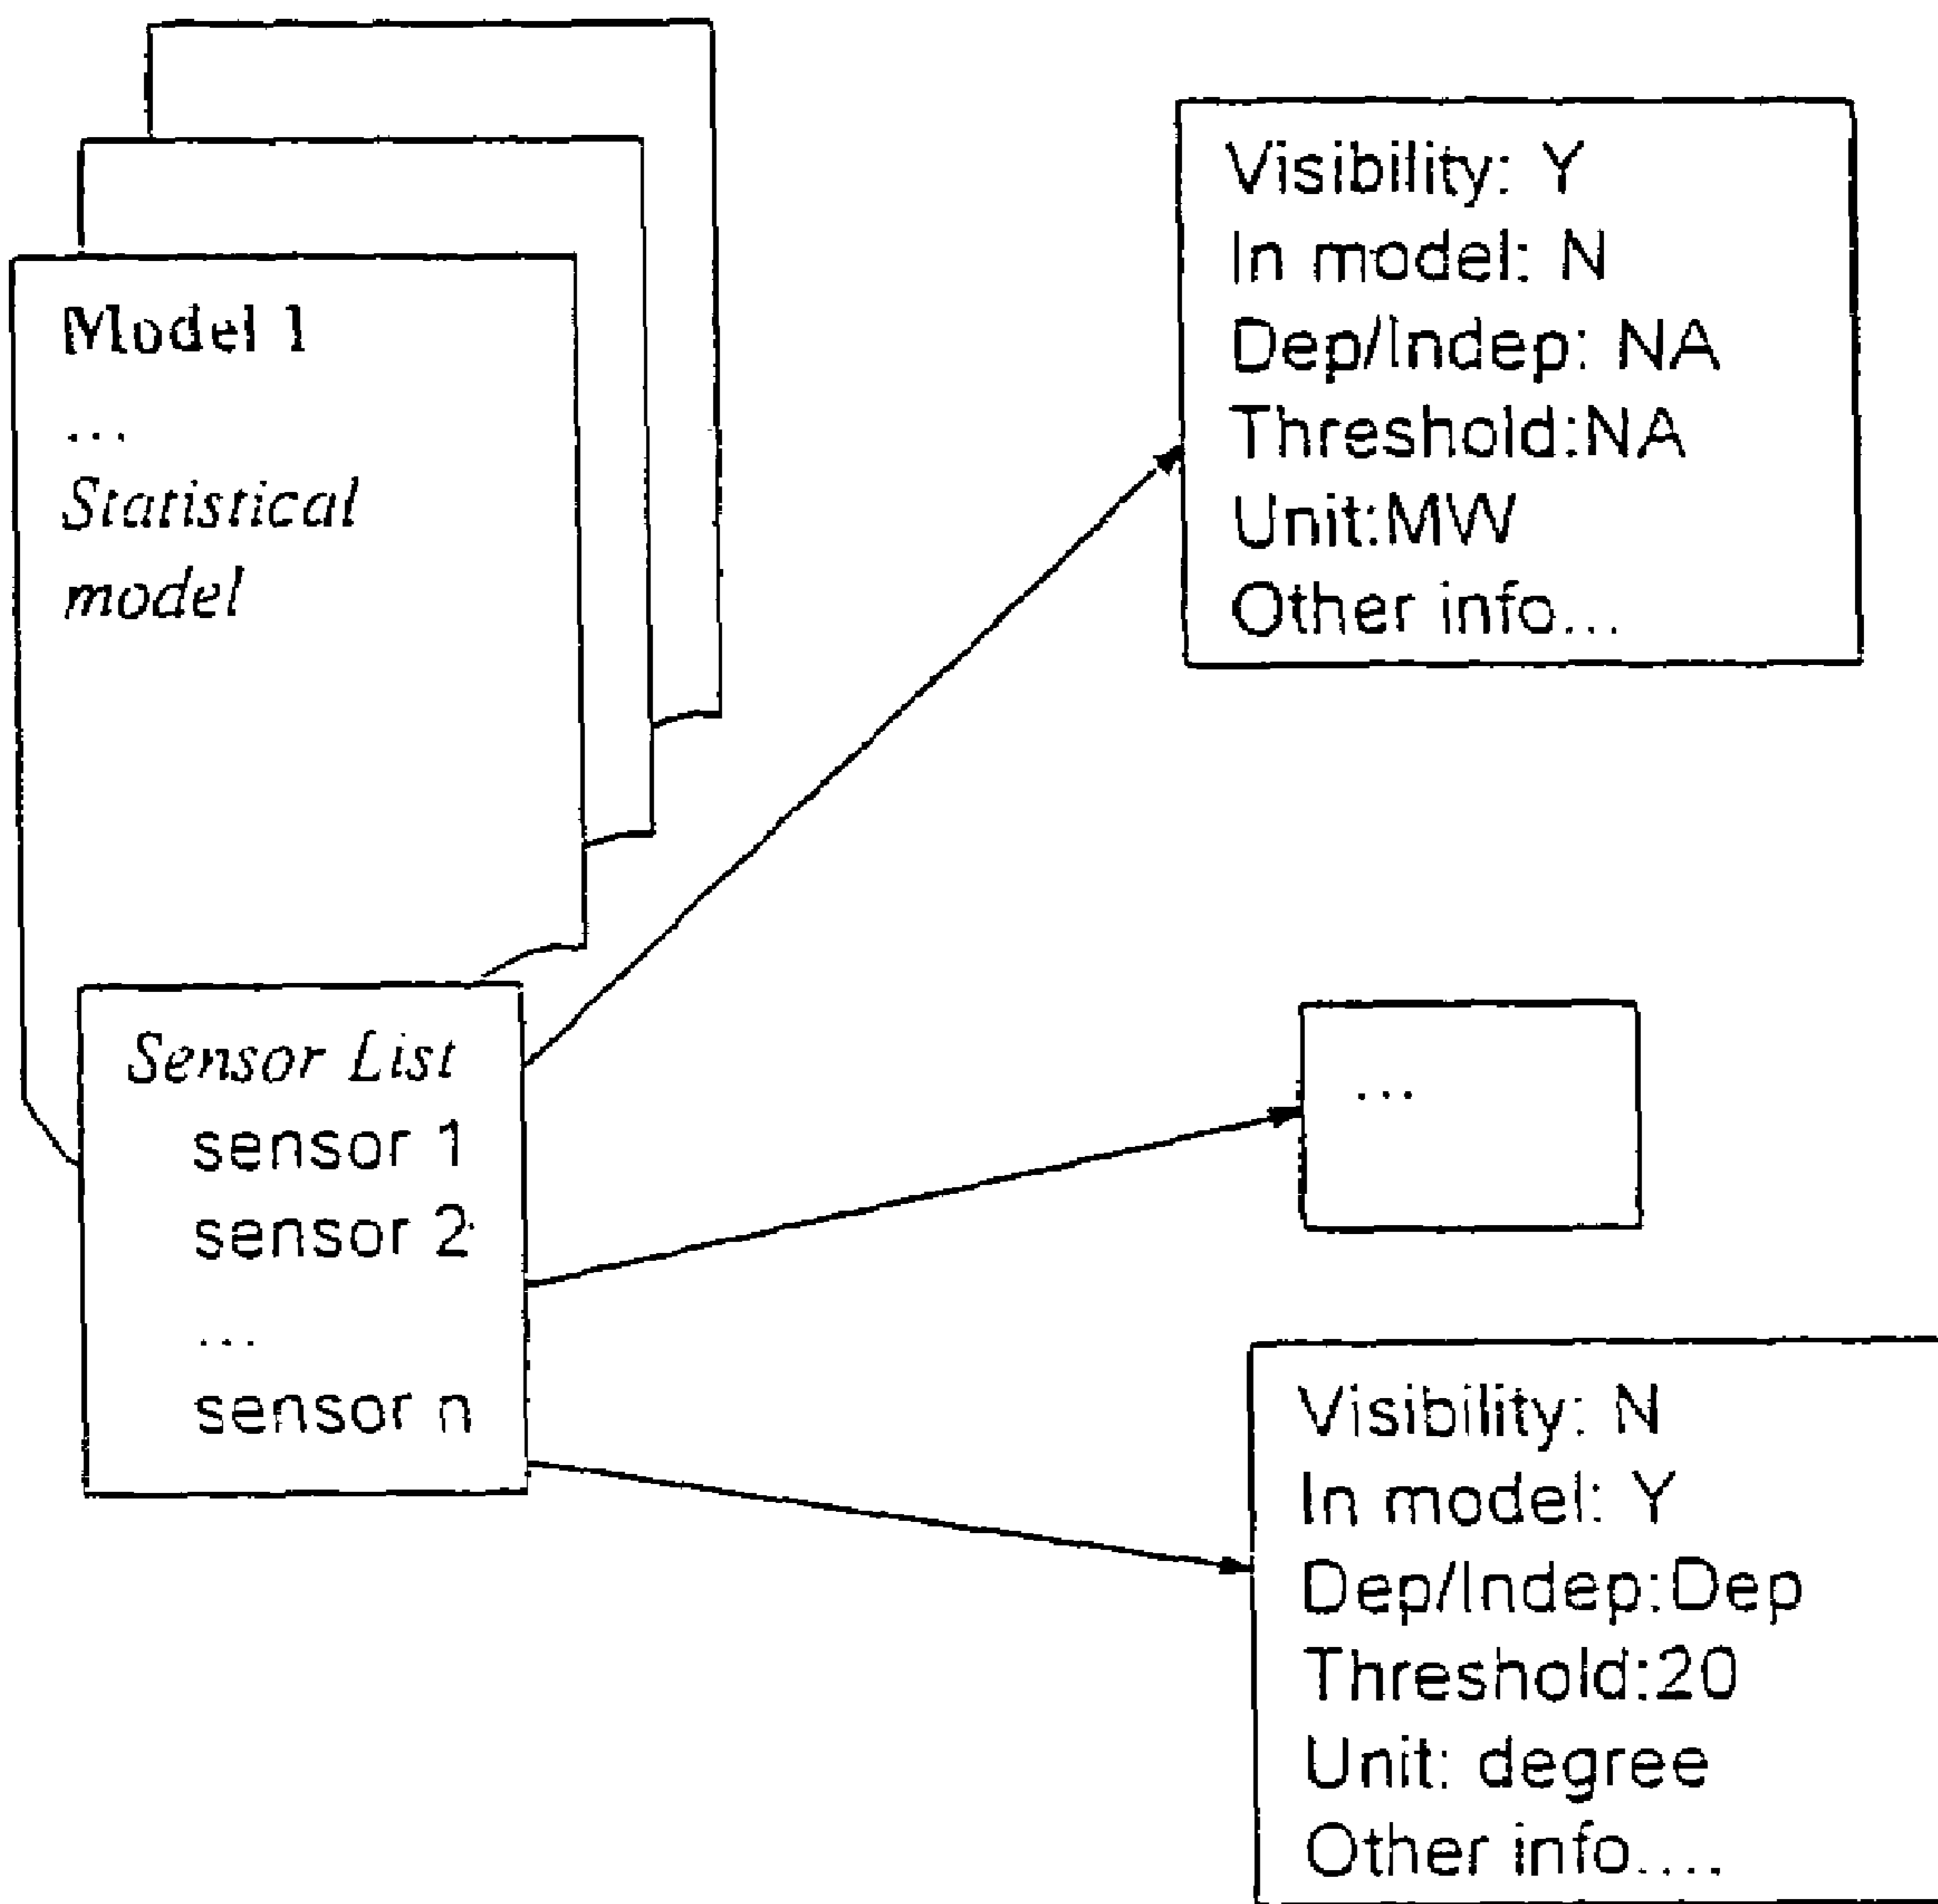 Model 1
...
Statistical
model
Sensor List
sensor 1
sensor 2
...
sensor n
Visibility: Y
In model: N
Dep/Indep: NA
Threshold:NA
Unit:MW
Other info...
...
Visibility: N
In model: Y
Dep/Indep:Dep
Threshold:20
Unit: degree
Other info....